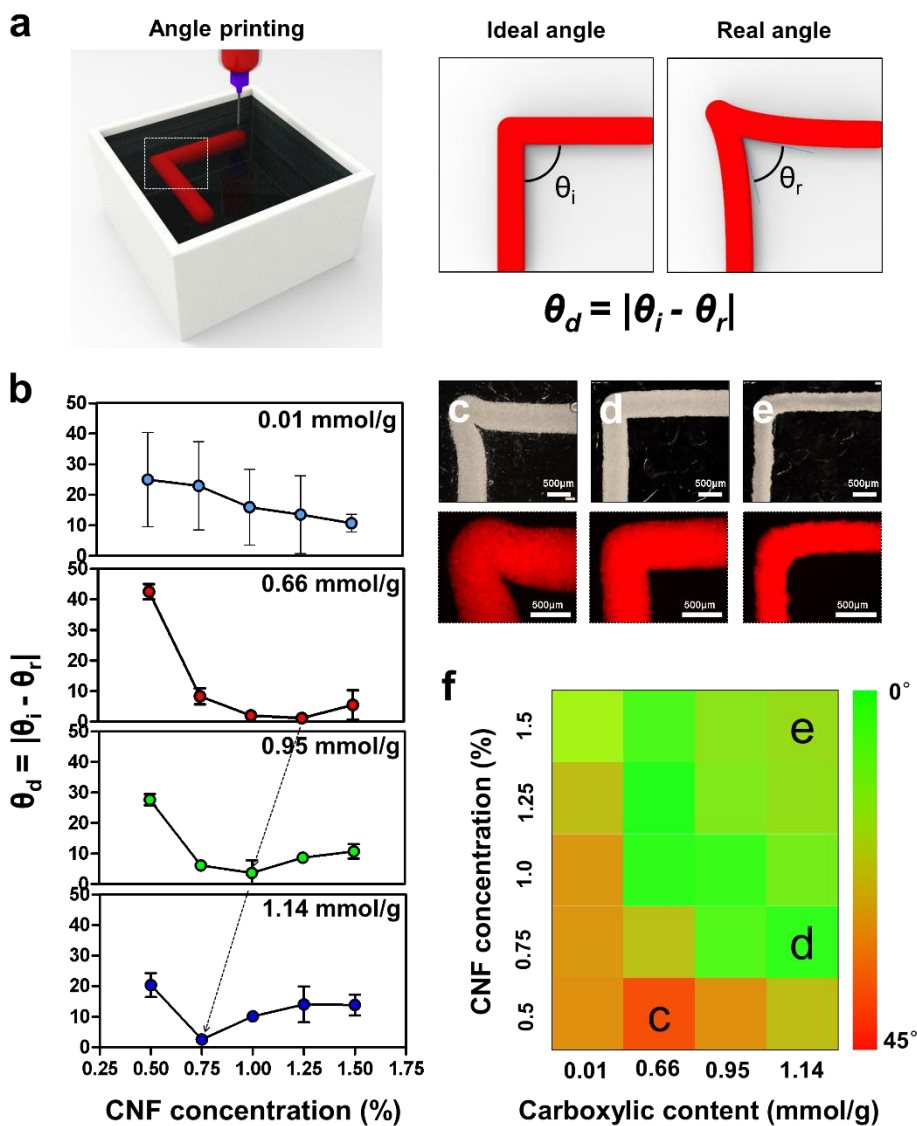 a
Angle printing
Ideal angle
Real angle
θi
θr
θd = |θi - θr|
b
θd = |θi - θr|
50
40
30
20
10
0
0.01 mmol/g
50
40
30
20
10
0
0.66 mmol/g
50
40
30
20
10
0
0.95 mmol/g
50
40
30
20
10
0
1.14 mmol/g
0.25 0.50 0.75 1.00 1.25 1.50 1.75
CNF concentration (%)
c
500μm
d
500μm
e
500μm
500μm
500μm
500μm
f
CNF concentration (%)
1.5
1.25
1.0
0.75
0.5
e
d
c
0.01 0.66 0.95 1.14
Carboxylic content (mmol/g)
0°
45°